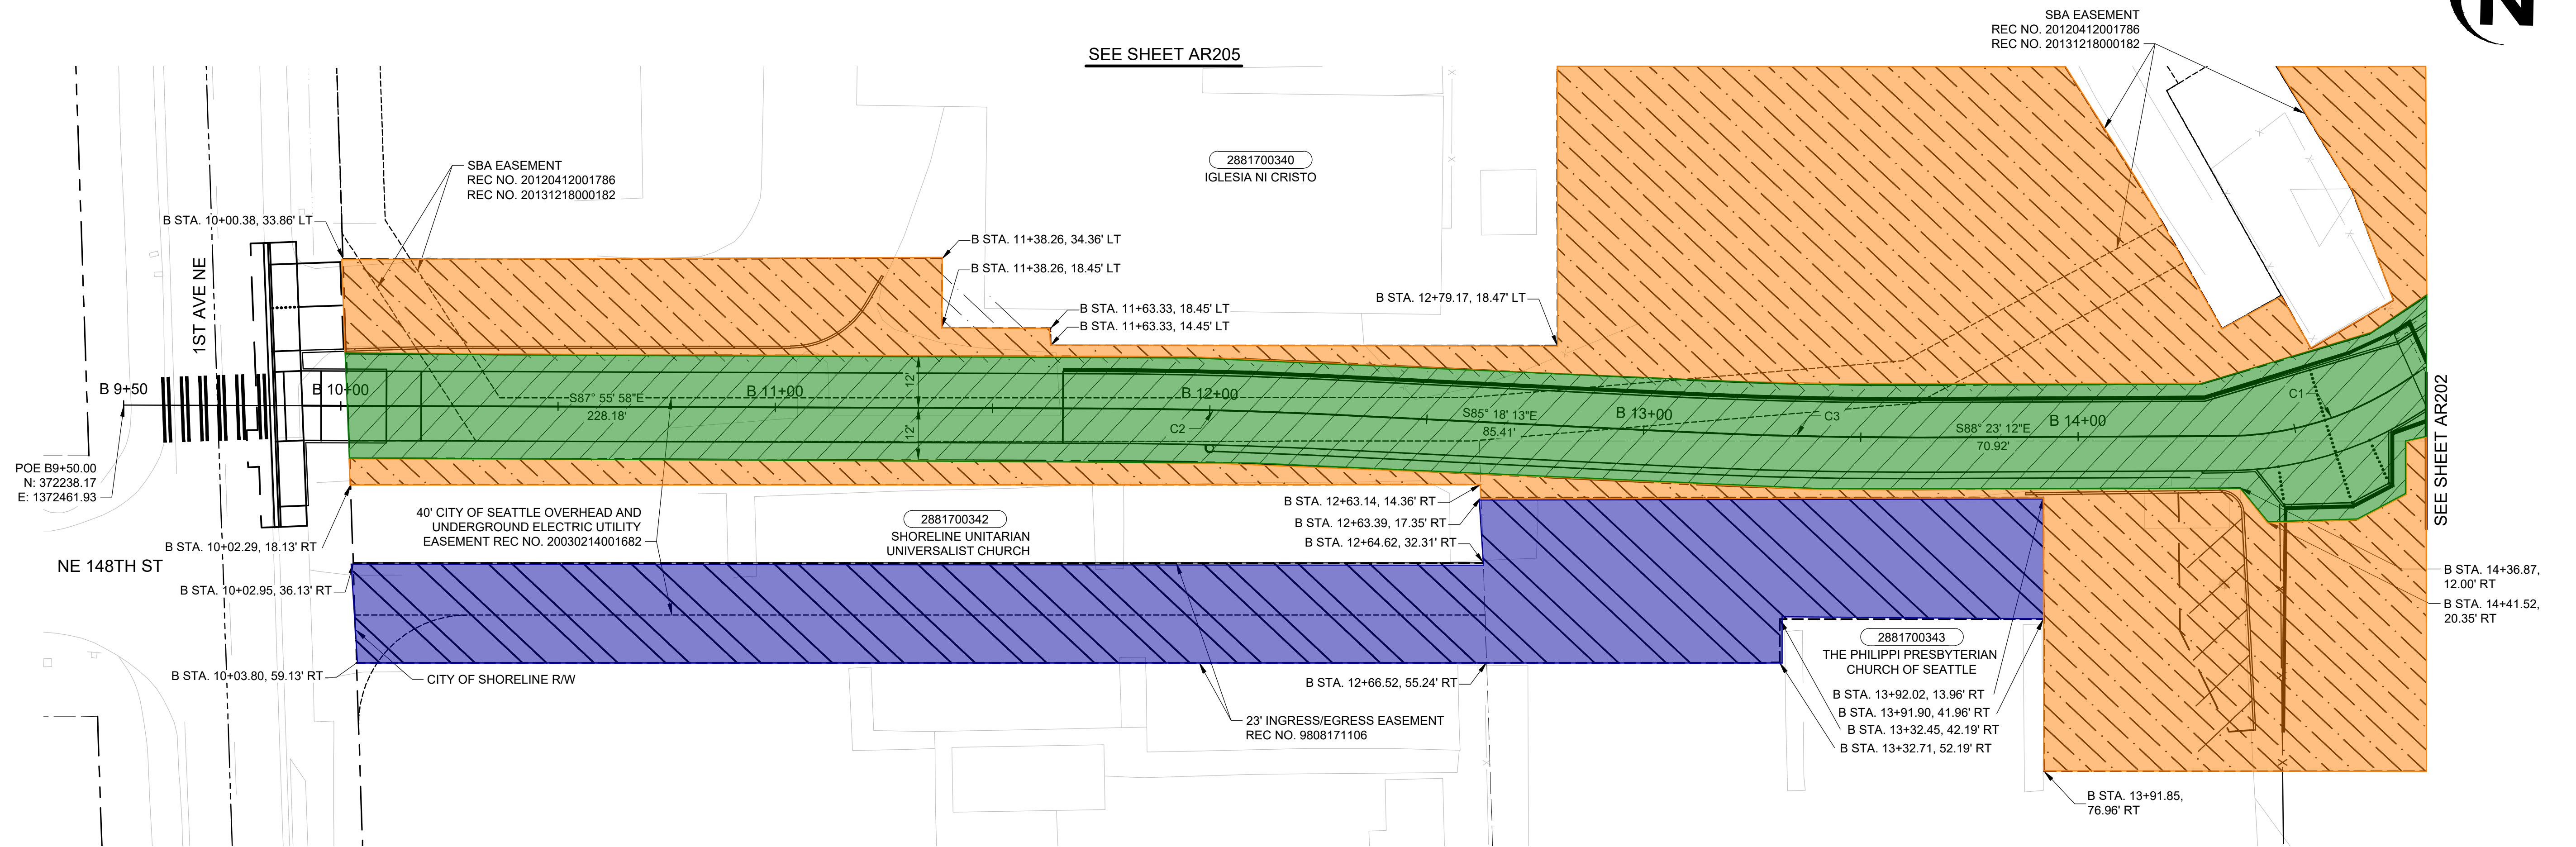 N
SEE SHEET AR205
SBA EASEMENT
REC NO. 20120412001786
REC NO. 20131218000182
SBA EASEMENT
REC NO. 20120412001786
REC NO. 20131218000182
2881700340
IGLESIA NI CRISTO
B STA. 10+00.38, 33.86' LT
B STA. 11+38.26, 34.36' LT
B STA. 11+38.26, 18.45' LT
B STA. 11+63.33, 18.45' LT
B STA. 11+63.33, 14.45' LT
B STA. 12+79.17, 18.47' LT
1ST AVE NE
B 9+50
B 10+00
S87° 55' 58"E
228.18'
B 11+00
12'
12'
B 12+00
C2
S85° 18' 13"E
85.41'
B 13+00
C3
S88° 23' 12"E
70.92'
B 14+00
C1
SEE SHEET AR202
POE B9+50.00
N: 372238.17
E: 1372461.93
NE 148TH ST
B STA. 10+02.29, 18.13' RT
B STA. 10+02.95, 36.13' RT
B STA. 10+03.80, 59.13' RT
40' CITY OF SEATTLE OVERHEAD AND
UNDERGROUND ELECTRIC UTILITY
EASEMENT REC NO. 20030214001682
2881700342
SHORELINE UNITARIAN
UNIVERSALIST CHURCH
B STA. 12+63.14, 14.36' RT
B STA. 12+63.39, 17.35' RT
B STA. 12+64.62, 32.31' RT
CITY OF SHORELINE R/W
B STA. 12+66.52, 55.24' RT
23' INGRESS/EGRESS EASEMENT
REC NO. 9808171106
2881700343
THE PHILIPPI PRESBYTERIAN
CHURCH OF SEATTLE
B STA. 13+92.02, 13.96' RT
B STA. 13+91.90, 41.96' RT
B STA. 13+32.45, 42.19' RT
B STA. 13+32.71, 52.19' RT
B STA. 14+36.87,
12.00' RT
B STA. 14+41.52,
20.35' RT
B STA. 13+91.85,
76.96' RT